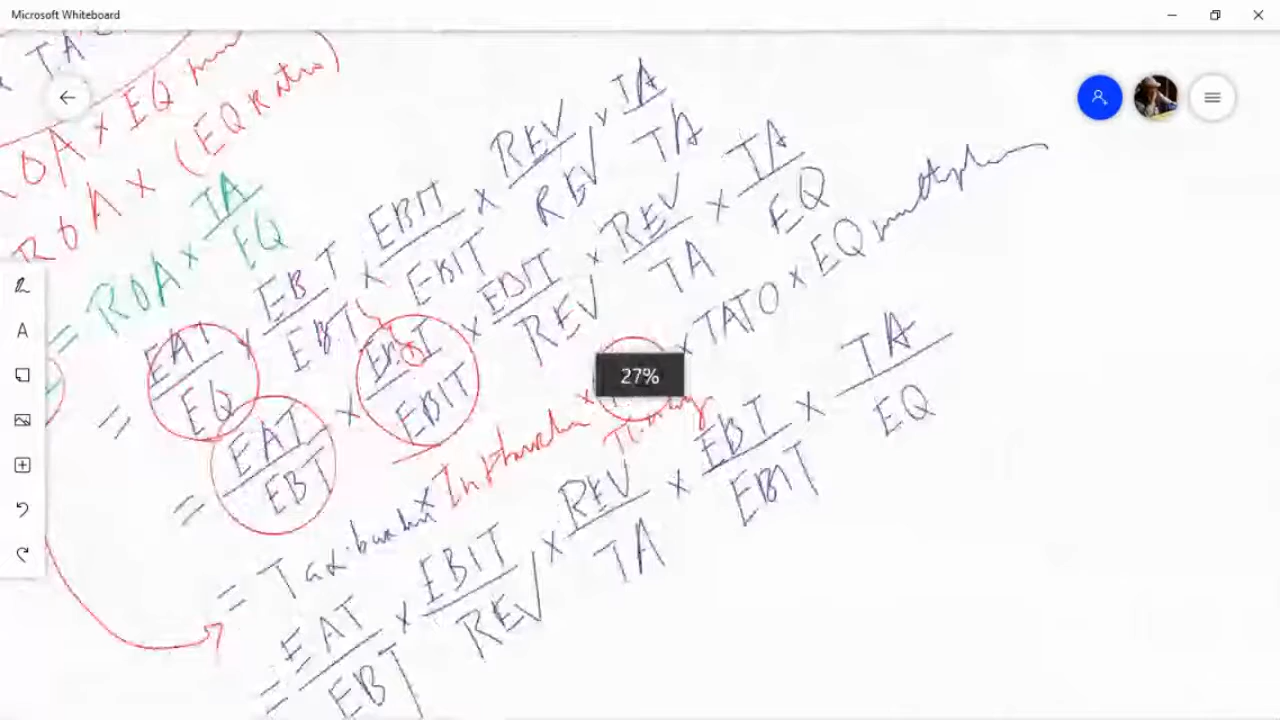 Microsoft Whiteboard
TA
ROA × EQ
ROA × (EQ Ratio)
= ROA × TA/EQ
= EAT/EQ × EBT/EBT × EBIT/EBIT × REV/REV × TA/TA
= EAT/EBT × EBT/EBIT × EBIT/REV × REV/TA × TA/EQ
= Tax burden × Int burden × × TATO × EQ multiplier
27%
= EAT/EBT × EBIT/REV × REV/TA × EBT/EBIT × TA/EQ
A